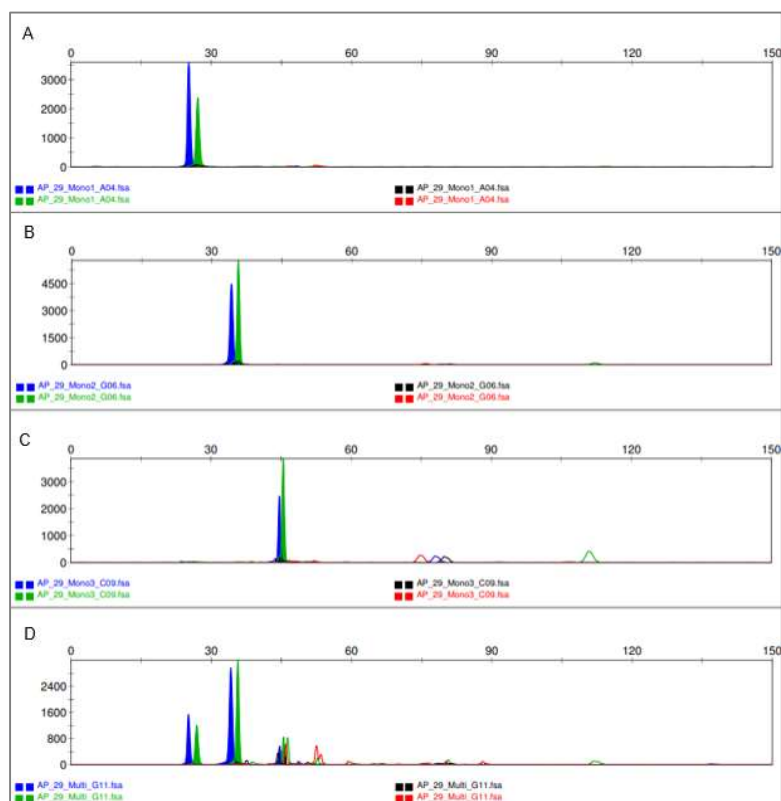 A
0 30 60 90 120 150
3000
2000
1000
0
AP_29_Mono1_A04.fsa AP_29_Mono1_A04.fsa
AP_29_Mono1_A04.fsa AP_29_Mono1_A04.fsa
B
0 30 60 90 120 150
4500
3000
1500
0
AP_29_Mono2_G06.fsa AP_29_Mono2_G06.fsa
AP_29_Mono2_G06.fsa AP_29_Mono2_G06.fsa
C
0 30 60 90 120 150
3000
2000
1000
0
AP_29_Mono3_C09.fsa AP_29_Mono3_C09.fsa
AP_29_Mono3_C09.fsa AP_29_Mono3_C09.fsa
D
0 30 60 90 120 150
2400
1600
800
0
AP_29_Multi_G11.fsa AP_29_Multi_G11.fsa
AP_29_Multi_G11.fsa AP_29_Multi_G11.fsa